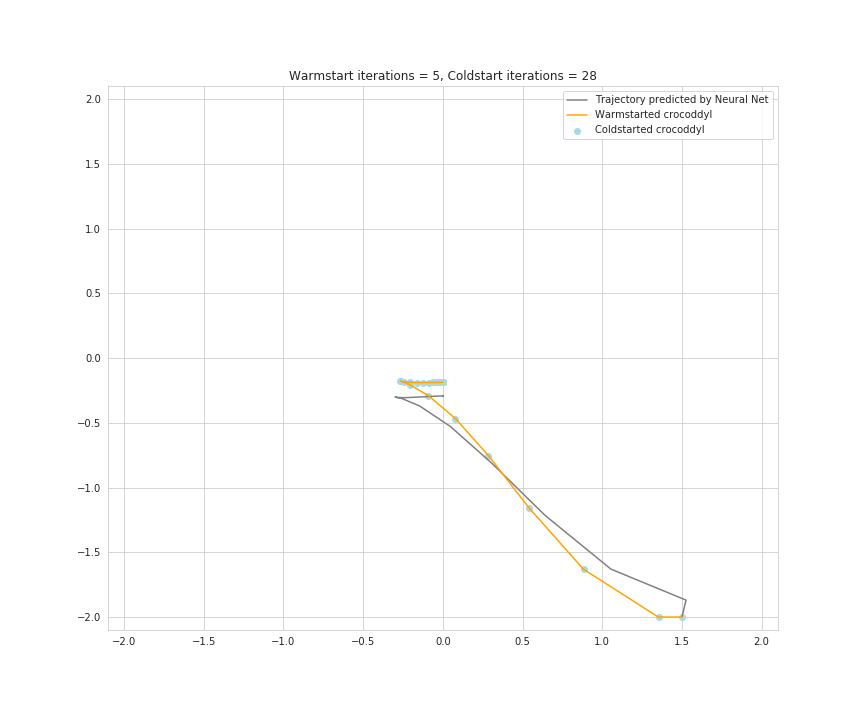 Warmstart iterations = 5, Coldstart iterations = 28
Trajectory predicted by Neural Net
Warmstarted crocoddyl
Coldstarted crocoddyl
2.0
1.5
1.0
0.5
0.0
−0.5
−1.0
−1.5
−2.0
−2.0 −1.5 −1.0 −0.5 0.0 0.5 1.0 1.5 2.0